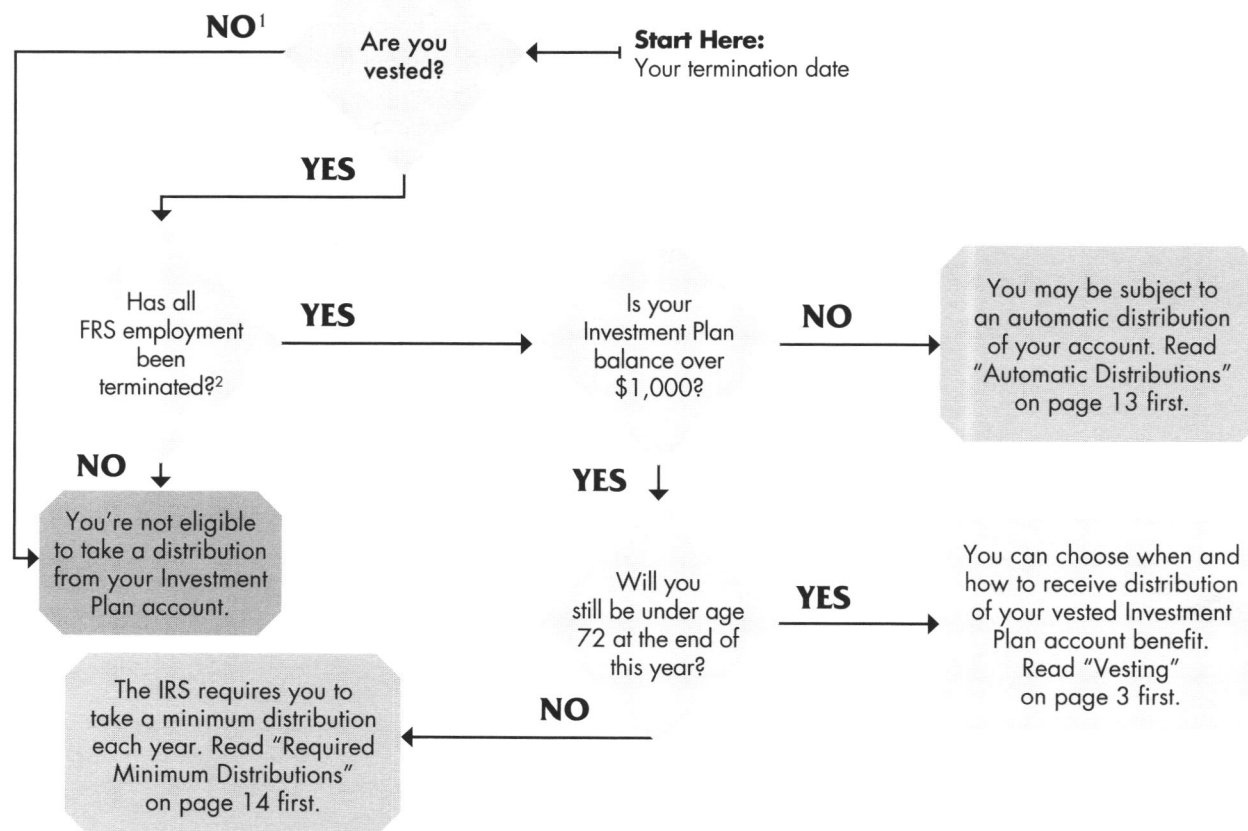 NO¹
Are you
vested?
Start Here:
Your termination date
YES
Has all
FRS employment
been
terminated?²
YES
Is your
Investment Plan
balance over
$1,000?
NO
You may be subject to
an automatic distribution
of your account. Read
"Automatic Distributions"
on page 13 first.
NO
YES
You're not eligible
to take a distribution
from your Investment
Plan account.
Will you
still be under age
72 at the end of
this year?
YES
You can choose when and
how to receive distribution
of your vested Investment
Plan account benefit.
Read "Vesting"
on page 3 first.
NO
The IRS requires you to
take a minimum distribution
each year. Read "Required
Minimum Distributions"
on page 14 first.